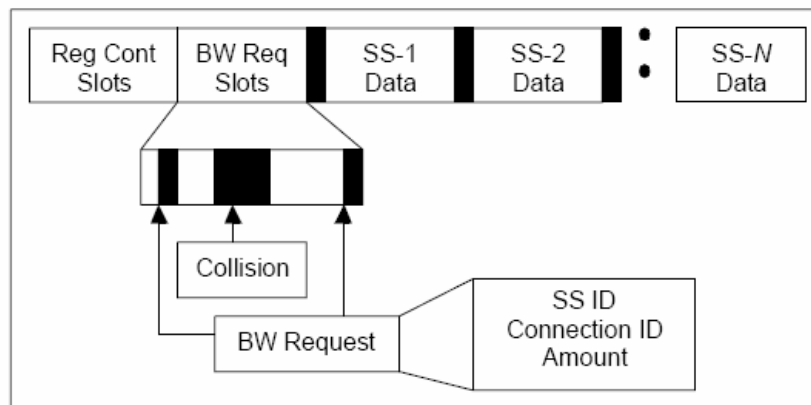 Reg Cont
Slots
BW Req
Slots
SS-1
Data
SS-2
Data
SS-N
Data
Collision
BW Request
SS ID
Connection ID
Amount